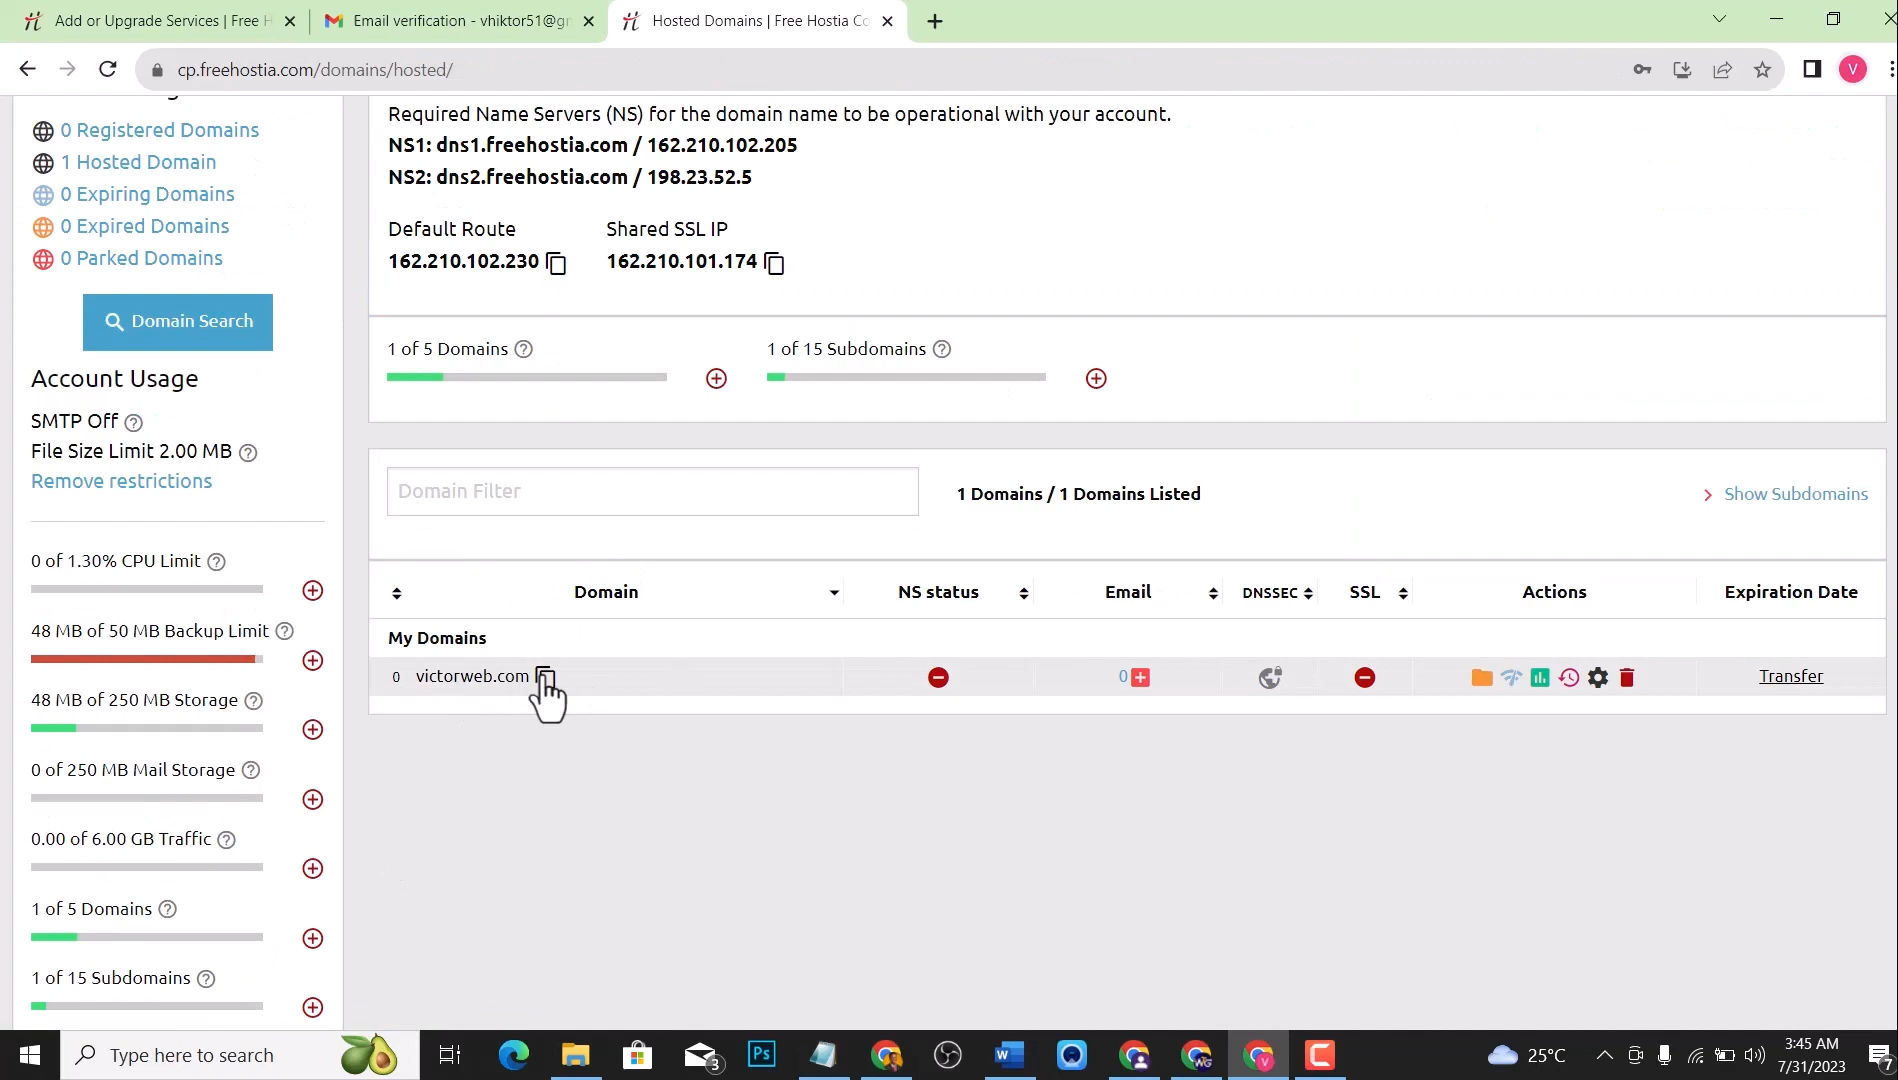 Add or Upgrade Services | Free H
Email verification - vhiktor51@gm
Hosted Domains | Free Hostia Co
cp.freehostia.com/domains/hosted/
V
0 Registered Domains
1 Hosted Domain
0 Expiring Domains
0 Expired Domains
0 Parked Domains
Domain Search
Account Usage
SMTP Off
File Size Limit 2.00 MB
Remove restrictions
0 of 1.30% CPU Limit
48 MB of 50 MB Backup Limit
48 MB of 250 MB Storage
0 of 250 MB Mail Storage
0.00 of 6.00 GB Traffic
1 of 5 Domains
1 of 15 Subdomains
Required Name Servers (NS) for the domain name to be operational with your account.
NS1: dns1.freehostia.com / 162.210.102.205
NS2: dns2.freehostia.com / 198.23.52.5
Default Route Shared SSL IP
162.210.102.230 162.210.101.174
1 of 5 Domains 1 of 15 Subdomains
Domain Filter 1 Domains / 1 Domains Listed Show Subdomains
Domain NS status Email DNSSEC SSL Actions Expiration Date
My Domains
0 victorweb.com 0 Transfer
Type here to search
3
Ps
W
WG
V
25°C
3:45 AM
7/31/2023
7